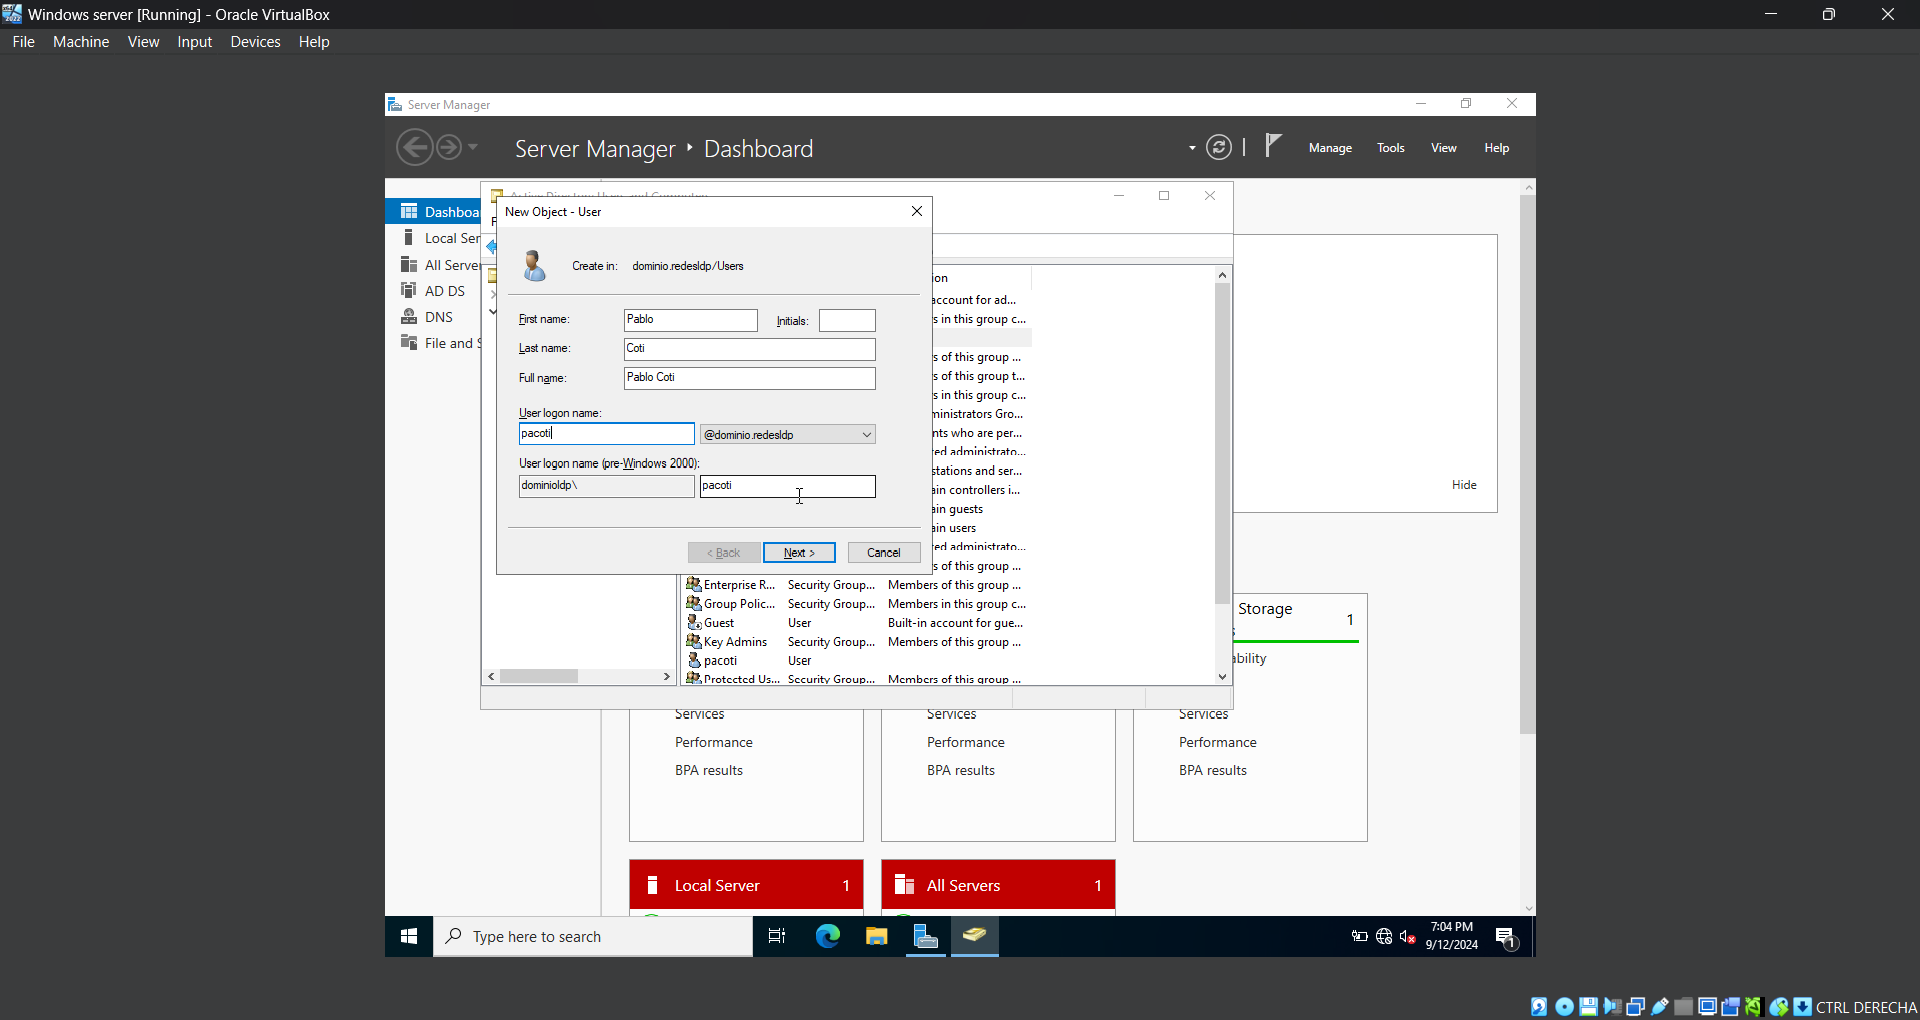 Windows server [Running] - Oracle VirtualBox
File Machine View Input Devices Help
Server Manager
Server Manager Dashboard
Manage Tools View Help
Dashboa
Local Ser
All Serve
AD DS
DNS
File and S
New Object - User
Create in: dominio.redesldp/Users
First name: Pablo Initials:
Last name: Coti
Full name: Pablo Coti
User logon name:
pacoti @dominio.redesldp
User logon name (pre-Windows 2000):
dominioldp\ pacoti
< Back Next > Cancel
ion
account for ad...
s in this group c...
s of this group ...
s of this group t...
s in this group c...
ministrators Gro...
nts who are per...
ed administrato...
stations and ser...
ain controllers i...
ain guests
ain users
ed administrato...
s of this group ...
Enterprise R... Security Group... Members of this group ...
Group Polic... Security Group... Members in this group c...
Guest User Built-in account for gue...
Key Admins Security Group... Members of this group ...
pacoti User
Protected Us... Security Group... Members of this group ...
Hide
Storage 1
s
ability
Services Services Services
Performance Performance Performance
BPA results BPA results BPA results
Local Server 1
All Servers 1
Type here to search
7:04 PM
9/12/2024
1
CTRL DERECHA